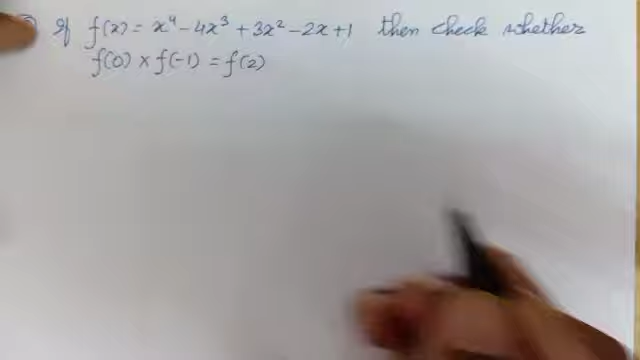 If f(x) = x⁴ - 4x³ + 3x² - 2x + 1 then check whether
f(0) × f(-1) = f(2)